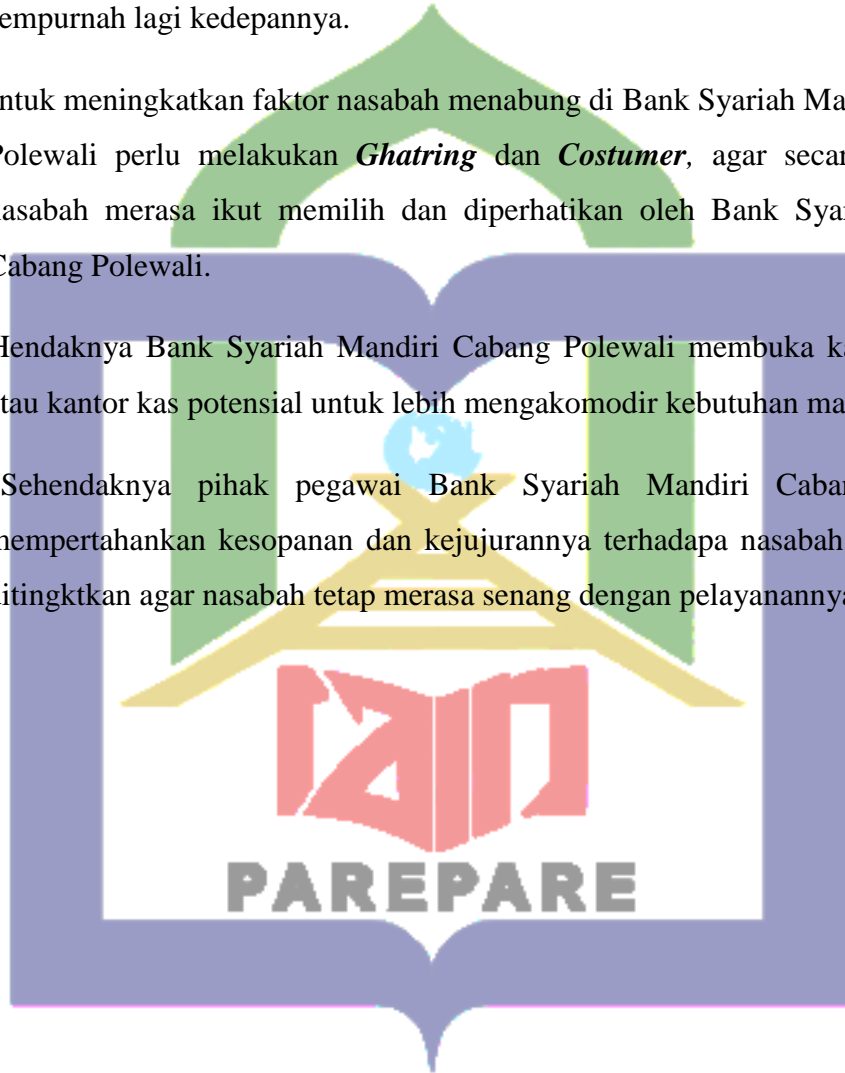 empurnah lagi kedepannya.
ntuk meningkatkan faktor nasabah menabung di Bank Syariah Ma
Polewali perlu melakukan Ghatring dan Costumer, agar secar
nasabah merasa ikut memilih dan diperhatikan oleh Bank Syar
Cabang Polewali.
Hendaknya Bank Syariah Mandiri Cabang Polewali membuka ka
tau kantor kas potensial untuk lebih mengakomodir kebutuhan ma
Sehendaknya pihak pegawai Bank Syariah Mandiri Caban
mempertahankan kesopanan dan kejujurannya terhadapa nasabah
ditingktkan agar nasabah tetap merasa senang dengan pelayanannya
PAREPARE